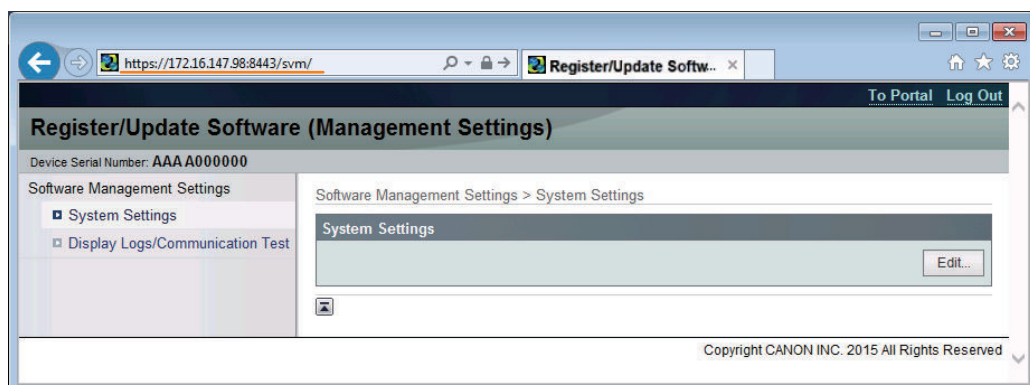 https://172.16.147.98:8443/svm/
Register/Update Softw...
To Portal Log Out
Register/Update Software (Management Settings)
Device Serial Number: AAA A000000
Software Management Settings
System Settings
Display Logs/Communication Test
Software Management Settings > System Settings
System Settings
Edit...
Copyright CANON INC. 2015 All Rights Reserved